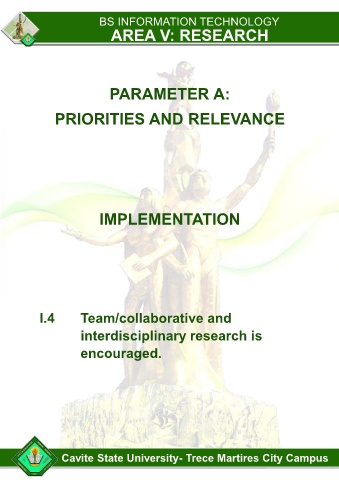 BS INFORMATION TECHNOLOGY
AREA V: RESEARCH
PARAMETER A:
PRIORITIES AND RELEVANCE
IMPLEMENTATION
I.4 Team/collaborative and
interdisciplinary research is
encouraged.
Cavite State University- Trece Martires City Campus